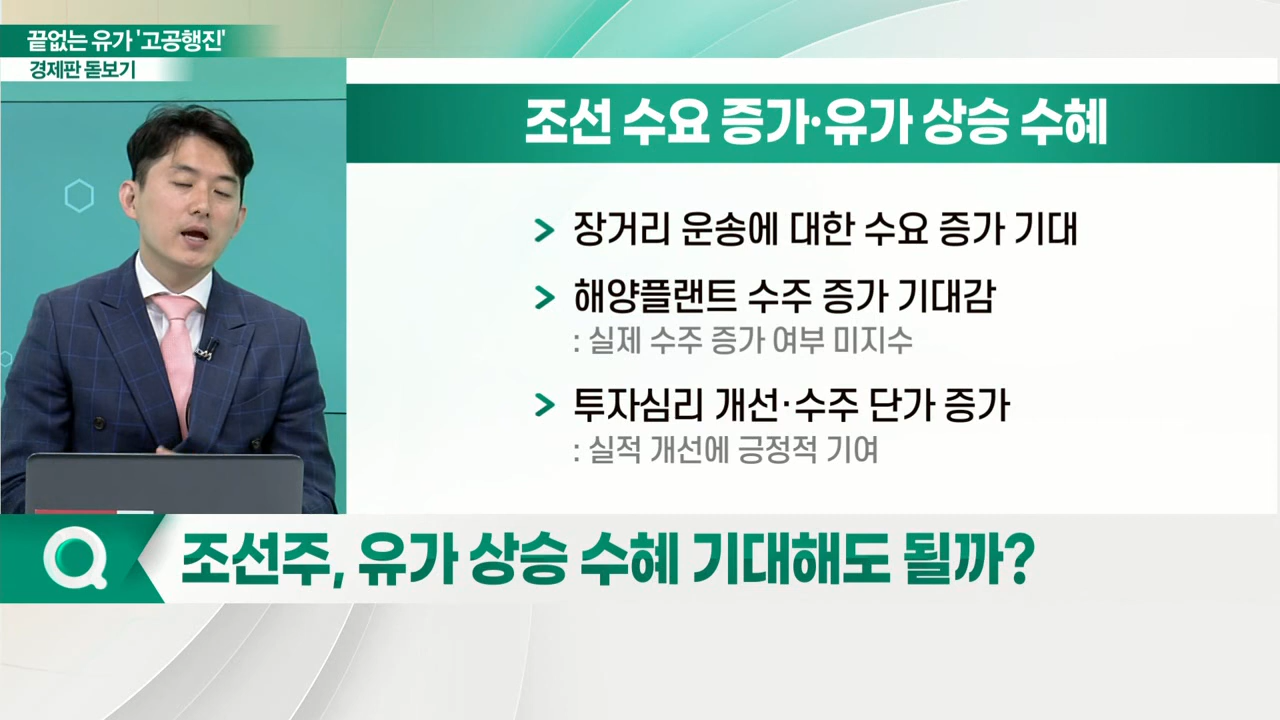 끝없는 유가 '고공행진'
경제판 돋보기
조선 수요 증가·유가 상승 수혜
> 장거리 운송에 대한 수요 증가 기대
> 해양플랜트 수주 증가 기대감
: 실제 수주 증가 여부 미지수
> 투자심리 개선·수주 단가 증가
: 실적 개선에 긍정적 기여
Q 조선주, 유가 상승 수혜 기대해도 될까?